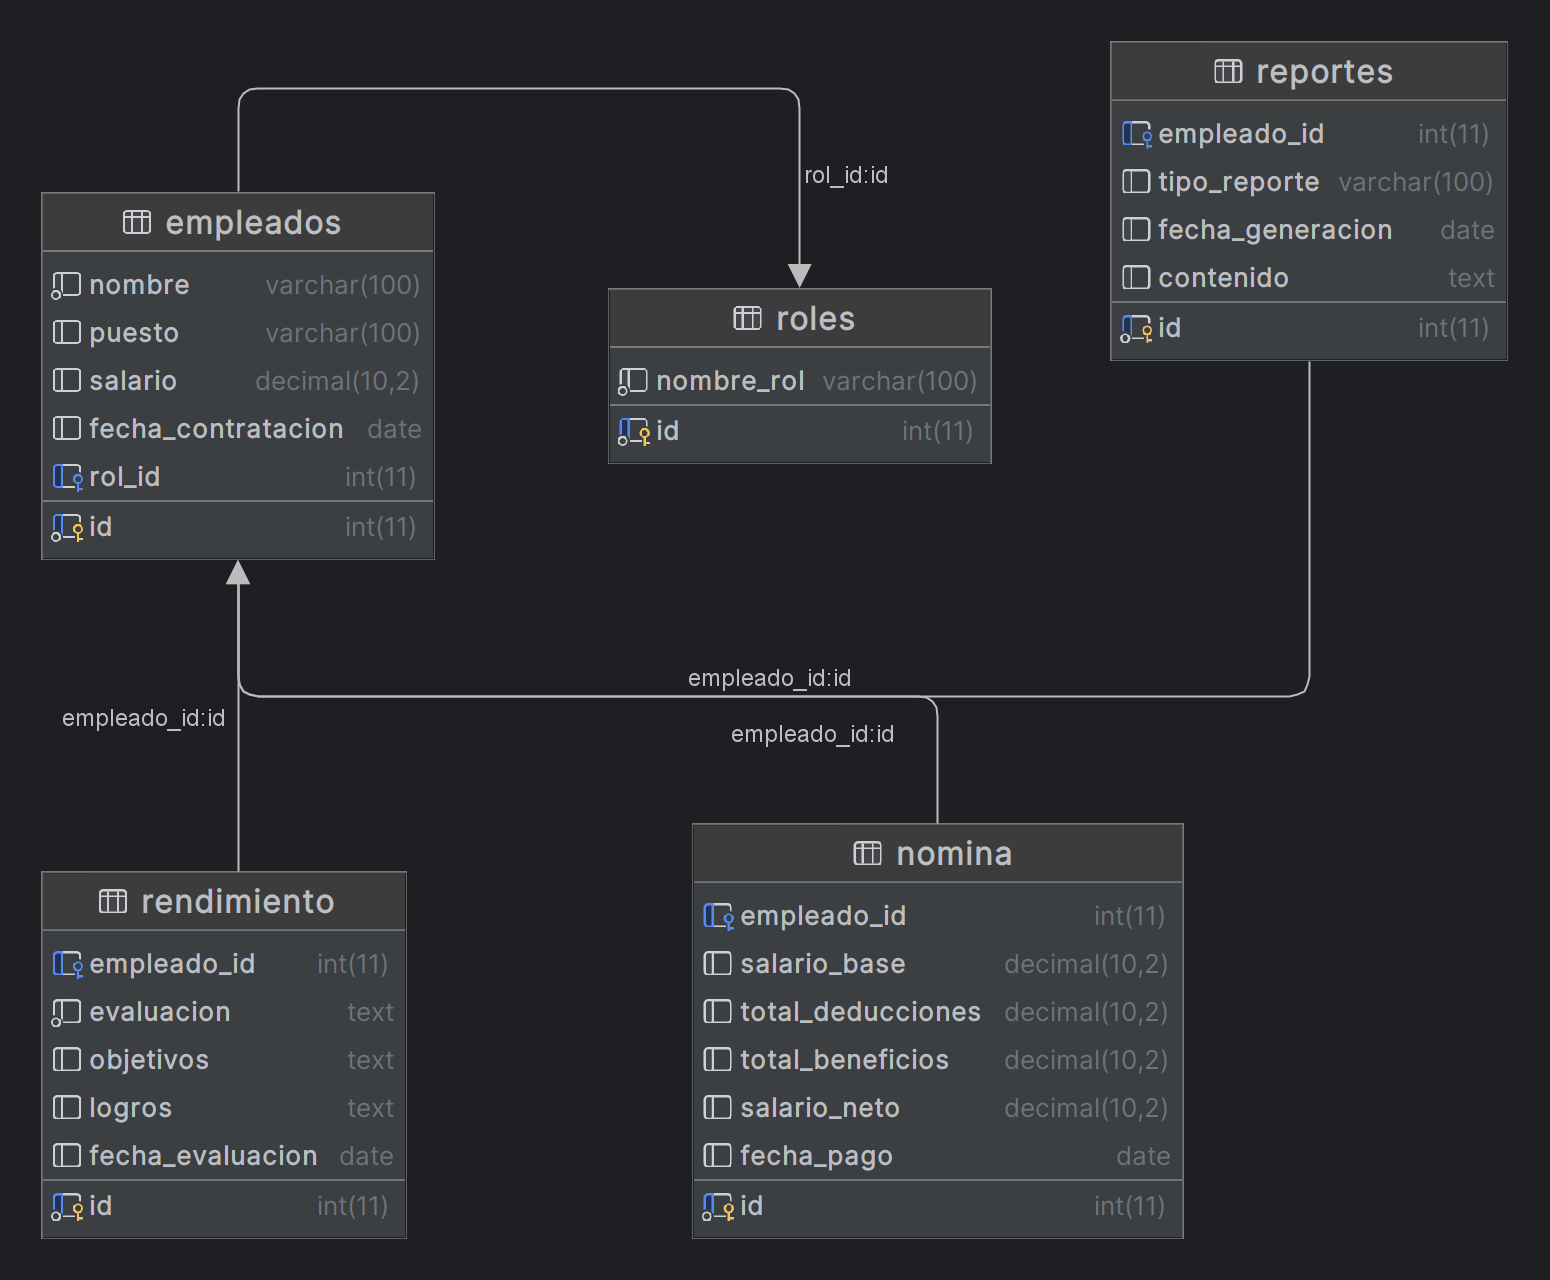 empleados
nombre varchar(100)
puesto varchar(100)
salario decimal(10,2)
fecha_contratacion date
rol_id int(11)
id int(11)
rol_id:id
roles
nombre_rol varchar(100)
id int(11)
reportes
empleado_id int(11)
tipo_reporte varchar(100)
fecha_generacion date
contenido text
id int(11)
empleado_id:id
empleado_id:id
empleado_id:id
rendimiento
empleado_id int(11)
evaluacion text
objetivos text
logros text
fecha_evaluacion date
id int(11)
nomina
empleado_id int(11)
salario_base decimal(10,2)
total_deducciones decimal(10,2)
total_beneficios decimal(10,2)
salario_neto decimal(10,2)
fecha_pago date
id int(11)